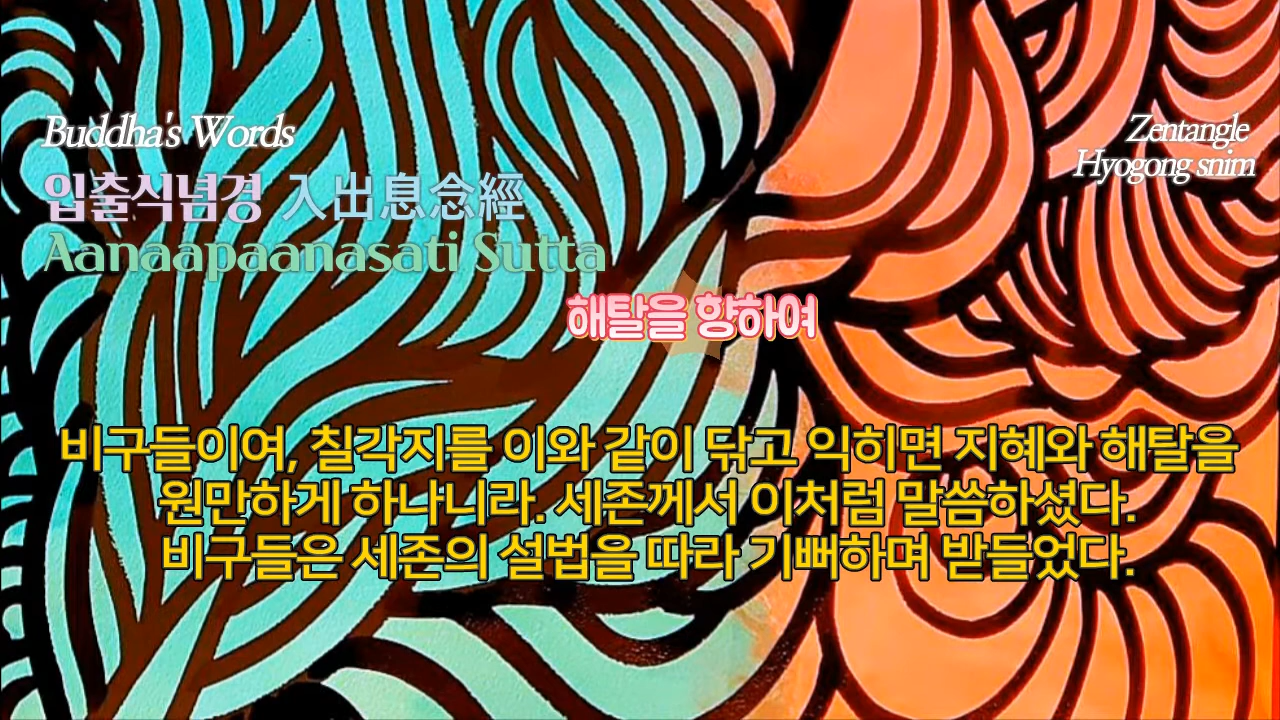 Buddha's Words
Zentangle
Hyogong snim
입출식념경 入出息念經
Aanaapaanasati Sutta
해탈을 향하여
비구들이여, 칠각지를 이와 같이 닦고 익히면 지혜와 해탈을
원만하게 하나니라. 세존께서 이처럼 말씀하셨다.
비구들은 세존의 설법을 따라 기뻐하며 받들었다.